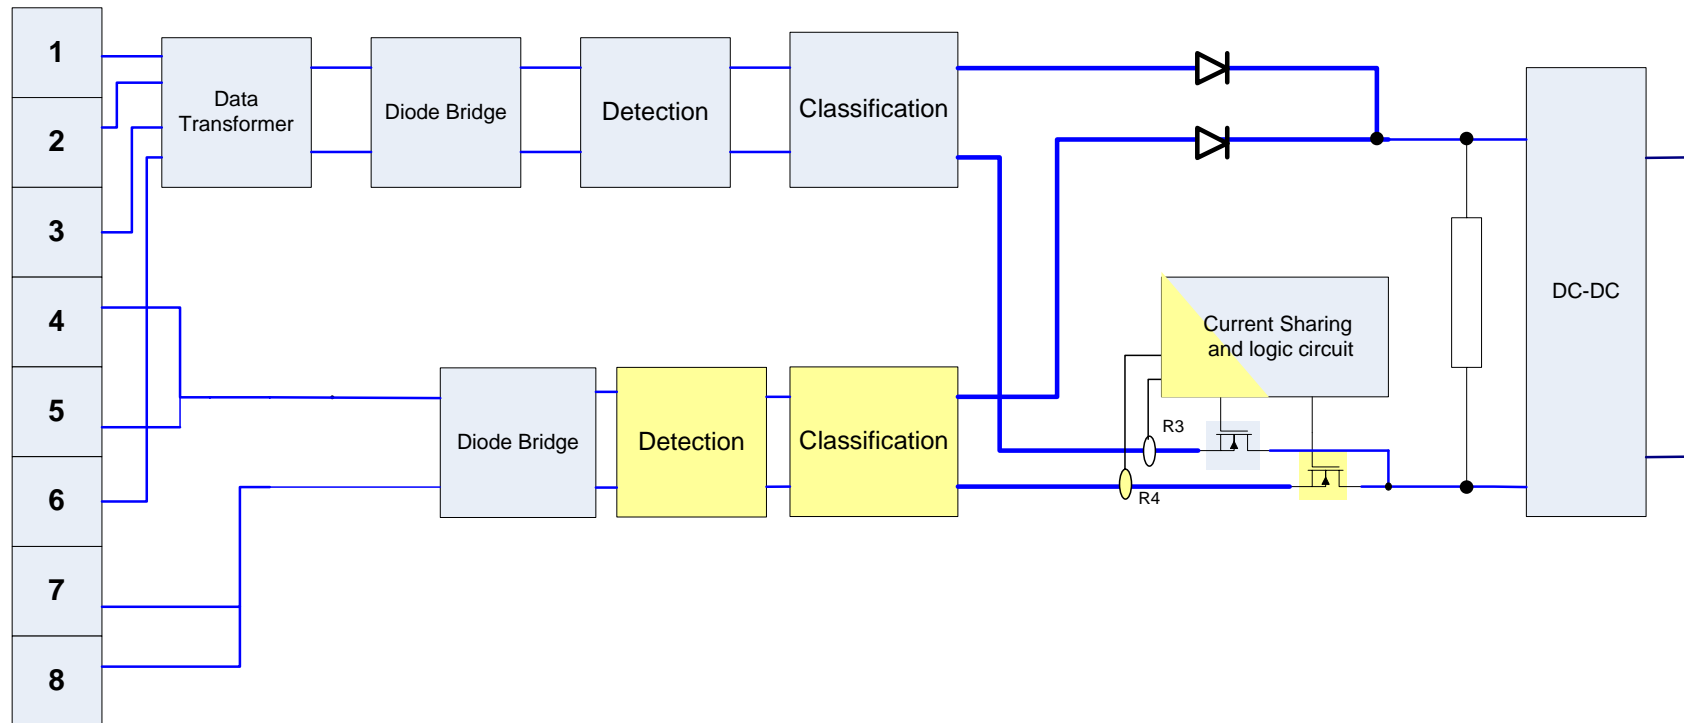 1
2
3
4
5
6
7
8
Data
Transformer
Diode Bridge
Detection
Classification
Diode Bridge
Detection
Classification
Current Sharing
and logic circuit
R3
R4
DC-DC